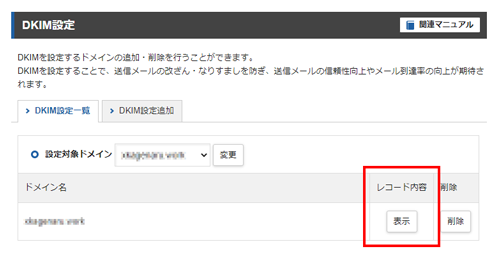 DKIM設定
関連マニュアル
DKIMを設定するドメインの追加・削除を行うことができます。
DKIMを設定することで、送信メールの改ざん・なりすましを防ぎ、送信メールの信頼性向上やメール到達率の向上が期待さ
れます。
DKIM設定一覧
DKIM設定追加
設定対象ドメイン
変更
ドメイン名
レコード内容
削除
表示
削除